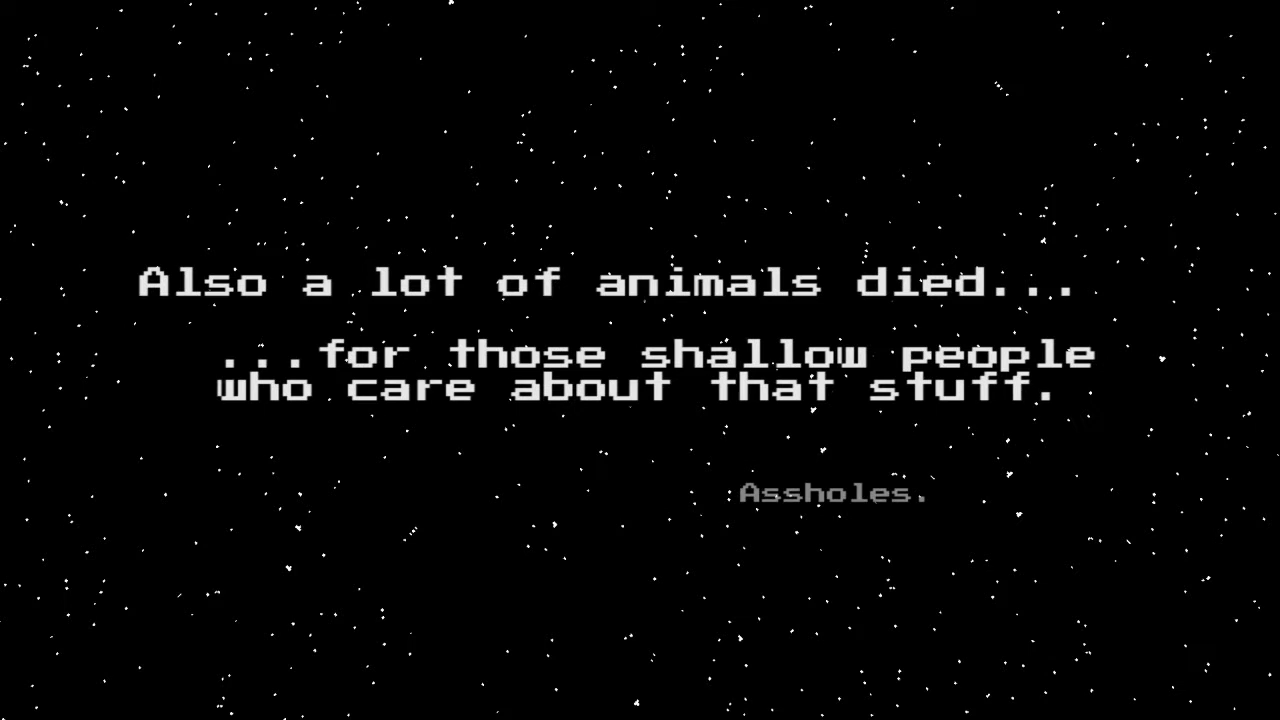 Also a lot of animals died...
...for those shallow people
who care about that stuff.
Assholes.